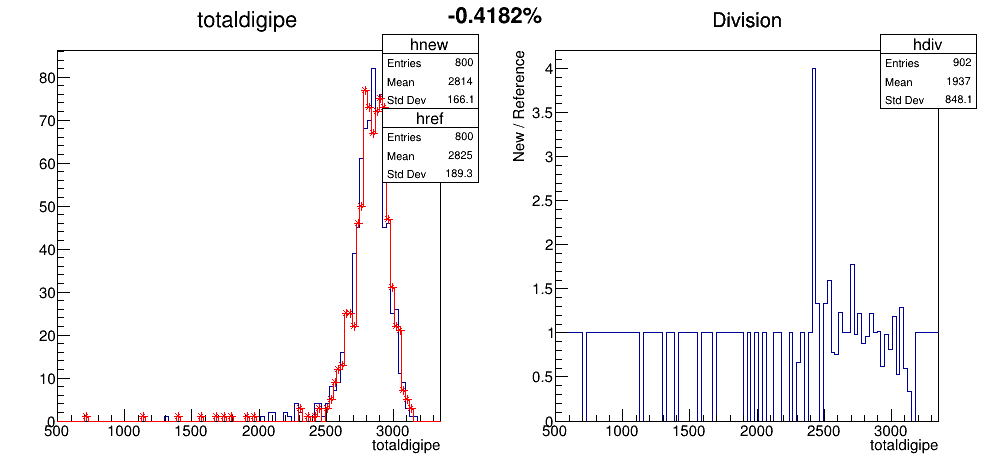 -0.4182%
totaldigipe
hnew
Entries 800
Mean 2814
Std Dev 166.1
href
Entries 800
Mean 2825
Std Dev 189.3
80
70
60
50
40
30
20
10
0
500 1000 1500 2000 2500 3000
totaldigipe
Division
hdiv
Entries 902
Mean 1937
Std Dev 848.1
New / Reference
4
3.5
3
2.5
2
1.5
1
0.5
0
500 1000 1500 2000 2500 3000
totaldigipe